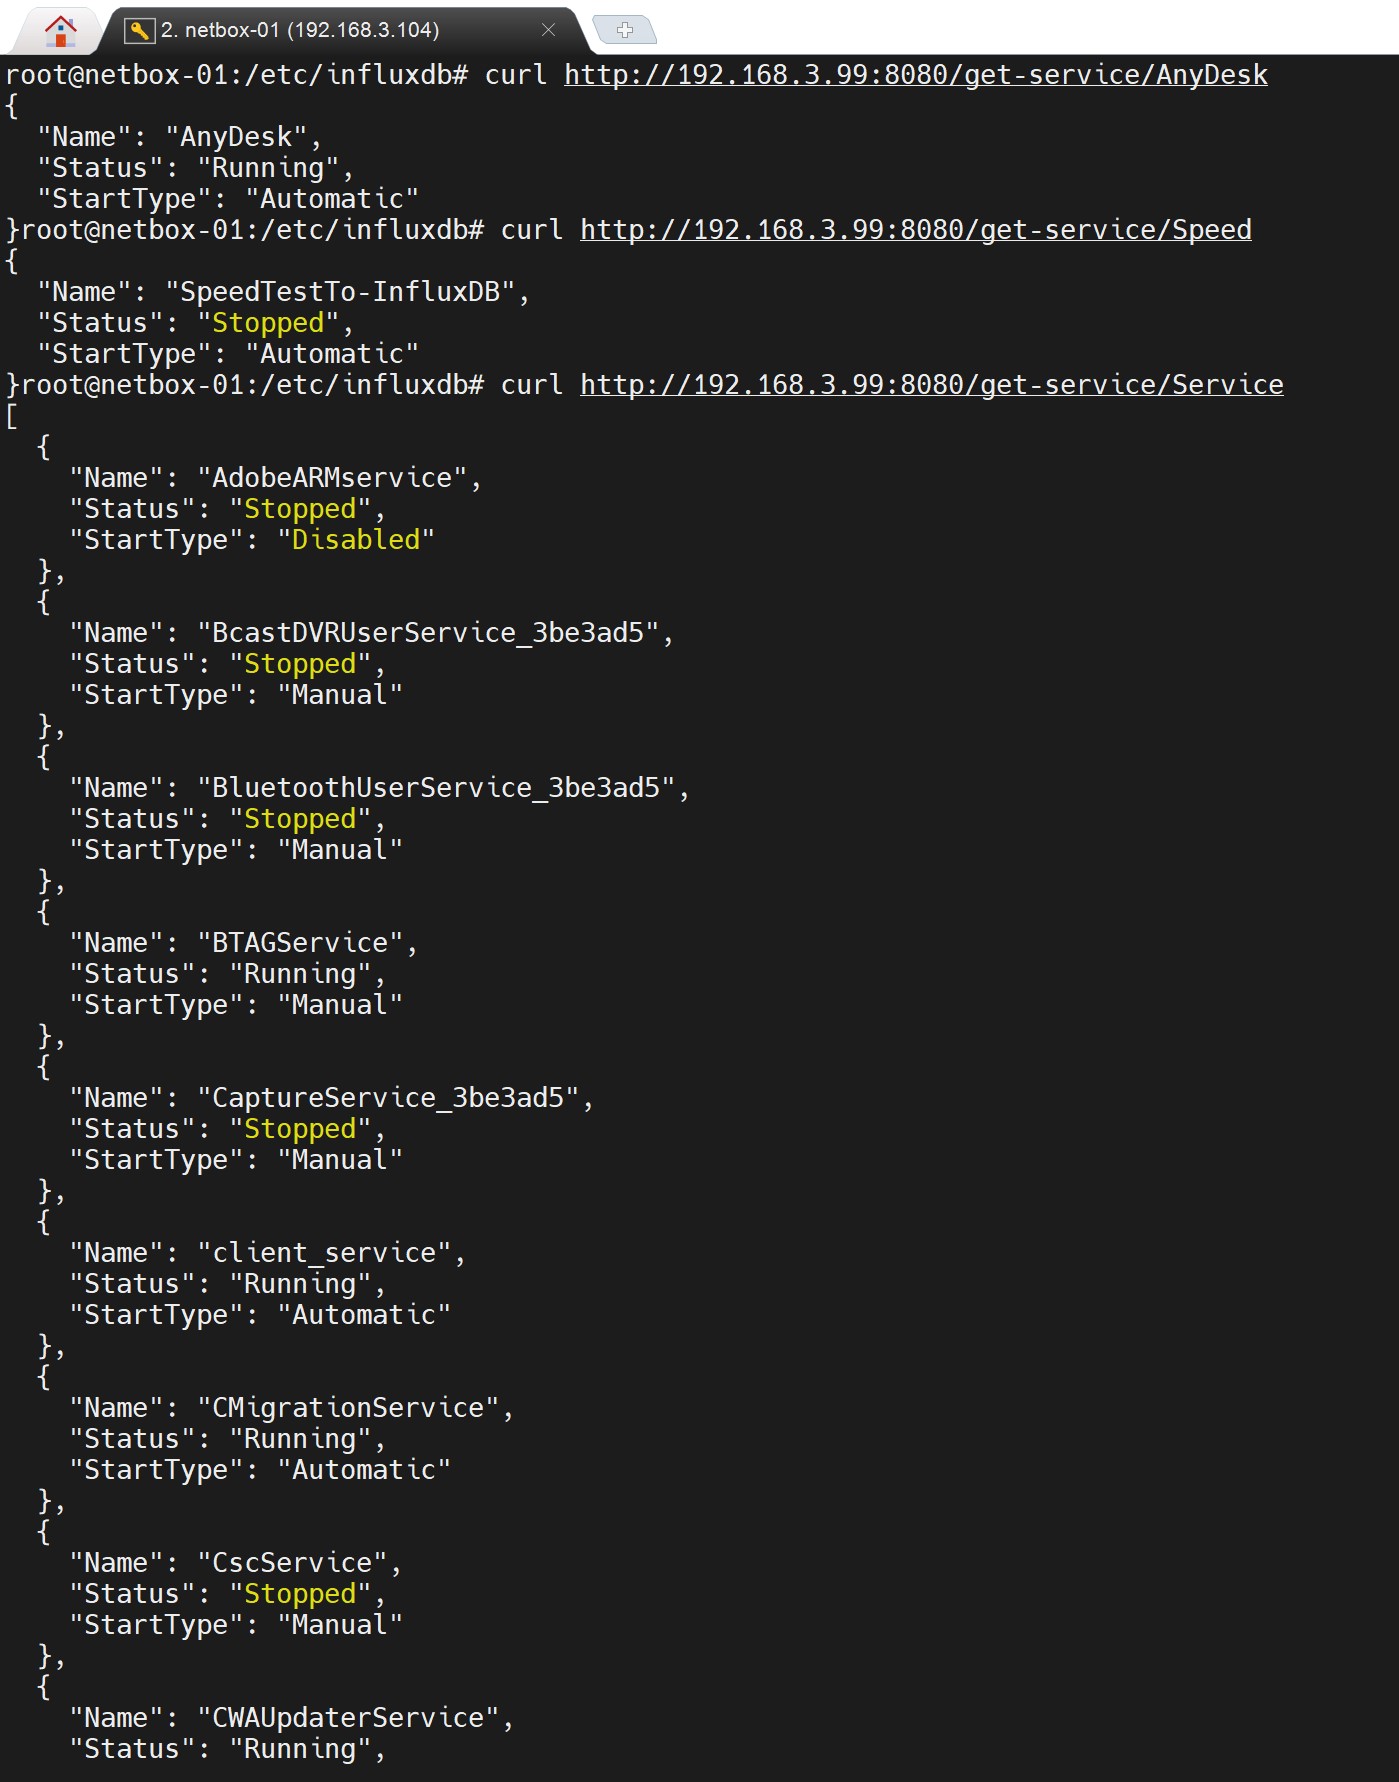 2. netbox-01 (192.168.3.104)
root@netbox-01:/etc/influxdb# curl http://192.168.3.99:8080/get-service/AnyDesk
{
  "Name": "AnyDesk",
  "Status": "Running",
  "StartType": "Automatic"
}root@netbox-01:/etc/influxdb# curl http://192.168.3.99:8080/get-service/Speed
{
  "Name": "SpeedTestTo-InfluxDB",
  "Status": "Stopped",
  "StartType": "Automatic"
}root@netbox-01:/etc/influxdb# curl http://192.168.3.99:8080/get-service/Service
[
  {
    "Name": "AdobeARMservice",
    "Status": "Stopped",
    "StartType": "Disabled"
  },
  {
    "Name": "BcastDVRUserService_3be3ad5",
    "Status": "Stopped",
    "StartType": "Manual"
  },
  {
    "Name": "BluetoothUserService_3be3ad5",
    "Status": "Stopped",
    "StartType": "Manual"
  },
  {
    "Name": "BTAGService",
    "Status": "Running",
    "StartType": "Manual"
  },
  {
    "Name": "CaptureService_3be3ad5",
    "Status": "Stopped",
    "StartType": "Manual"
  },
  {
    "Name": "client_service",
    "Status": "Running",
    "StartType": "Automatic"
  },
  {
    "Name": "CMigrationService",
    "Status": "Running",
    "StartType": "Automatic"
  },
  {
    "Name": "CscService",
    "Status": "Stopped",
    "StartType": "Manual"
  },
  {
    "Name": "CWAUpdaterService",
    "Status": "Running",